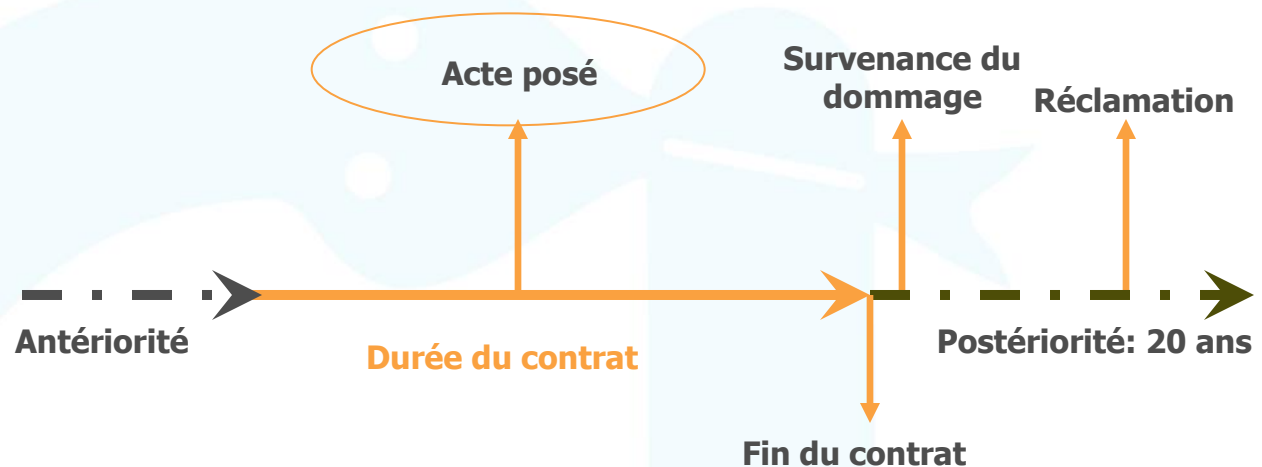 Acte posé
Survenance du
dommage
Réclamation
Antériorité
Durée du contrat
Postériorité: 20 ans
Fin du contrat